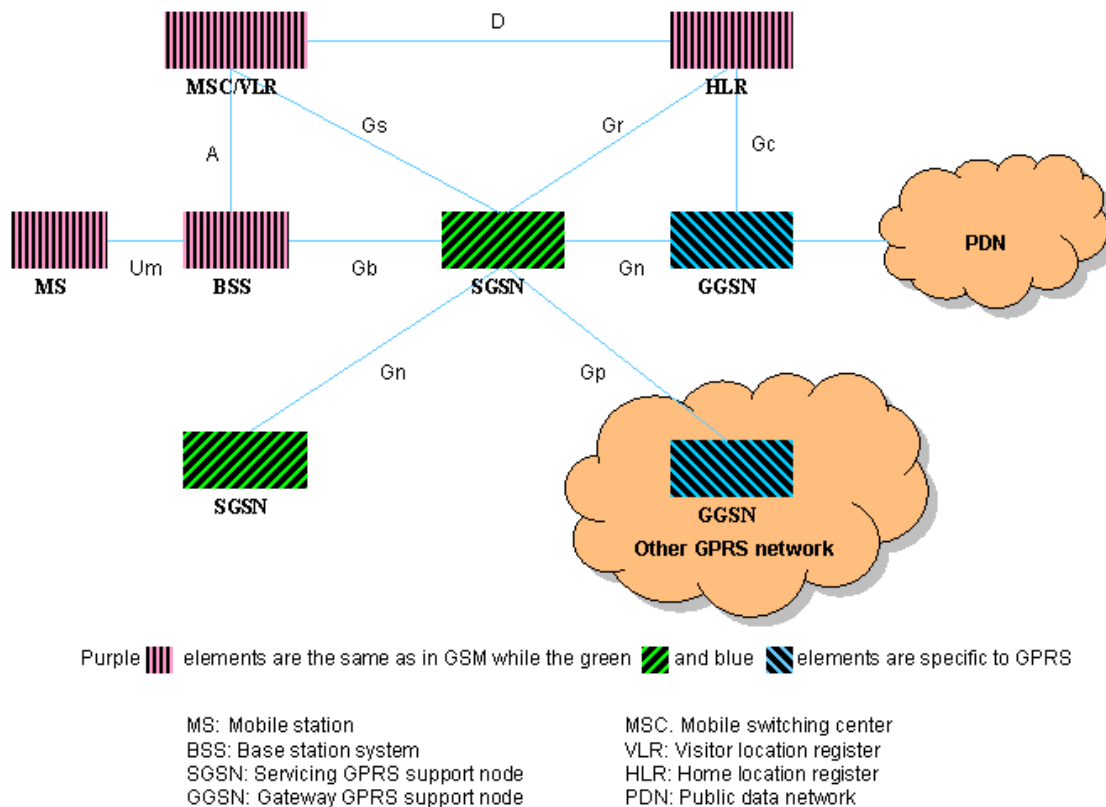 D
MSC/VLR
HLR
Gs
Gr
A
Gc
PDN
MS
Um
BSS
Gb
SGSN
Gn
GGSN
Gn
Gp
SGSN
GGSN
Other GPRS network
Purple elements are the same as in GSM while the green and blue elements are specific to GPRS
MS: Mobile station
BSS: Base station system
SGSN: Servicing GPRS support node
GGSN: Gateway GPRS support node
MSC. Mobile switching center
VLR: Visitor location register
HLR: Home location register
PDN: Public data network